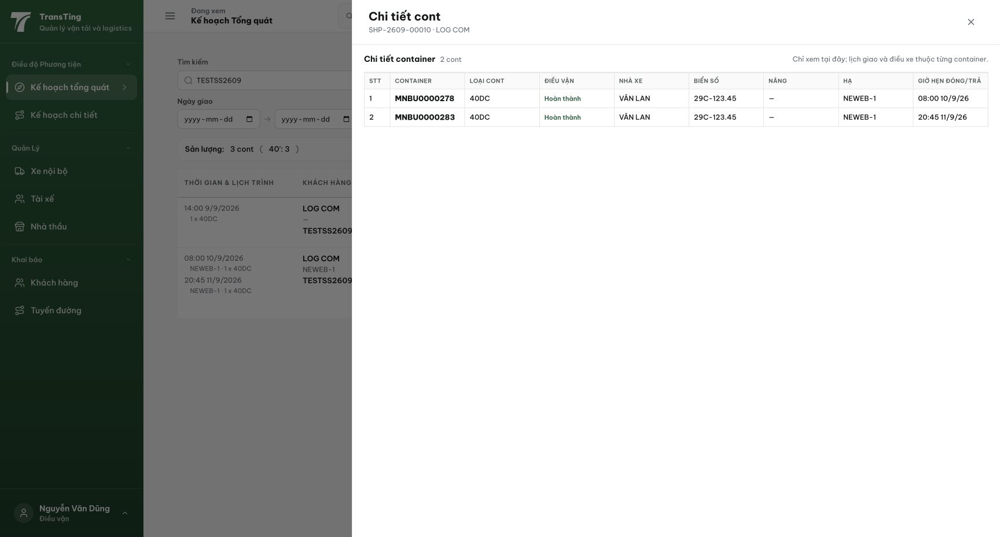 TransTing
Quản lý vận tải và logistics
Điều độ Phương tiện
Kế hoạch tổng quát
Kế hoạch chi tiết
Quản Lý
Xe nội bộ
Tài xế
Nhà thầu
Khai báo
Khách hàng
Tuyến đường
Nguyễn Văn Dũng
Điều vận
Đang xem
Kế hoạch Tổng quát
Tìm kiếm
TESTSS2609
Ngày giao
yyyy-mm-dd → yyyy-mm-dd
Sản lượng: 3 cont ( 40': 3 )
THỜI GIAN & LỊCH TRÌNH KHÁCH HÀNG
14:00 9/9/2026 LOG COM
1 x 40DC –
TESTSS2609
08:00 10/9/2026 LOG COM
NEWEB-1 · 1 x 40DC NEWEB-1
20:45 11/9/2026 TESTSS2609
NEWEB-1 · 1 x 40DC
Chi tiết cont
SHP-2609-00010 · LOG COM
Chi tiết container 2 cont Chỉ xem tại đây; lịch giao và điều xe thuộc từng container.
STT CONTAINER LOẠI CONT ĐIỀU VẬN NHÀ XE BIỂN SỐ NÂNG HẠ GIỜ HẸN ĐÓNG/TRẢ
1 MNBU0000278 40DC Hoàn thành VÂN LAN 29C-123.45 – NEWEB-1 08:00 10/9/26
2 MNBU0000283 40DC Hoàn thành VÂN LAN 29C-123.45 – NEWEB-1 20:45 11/9/26